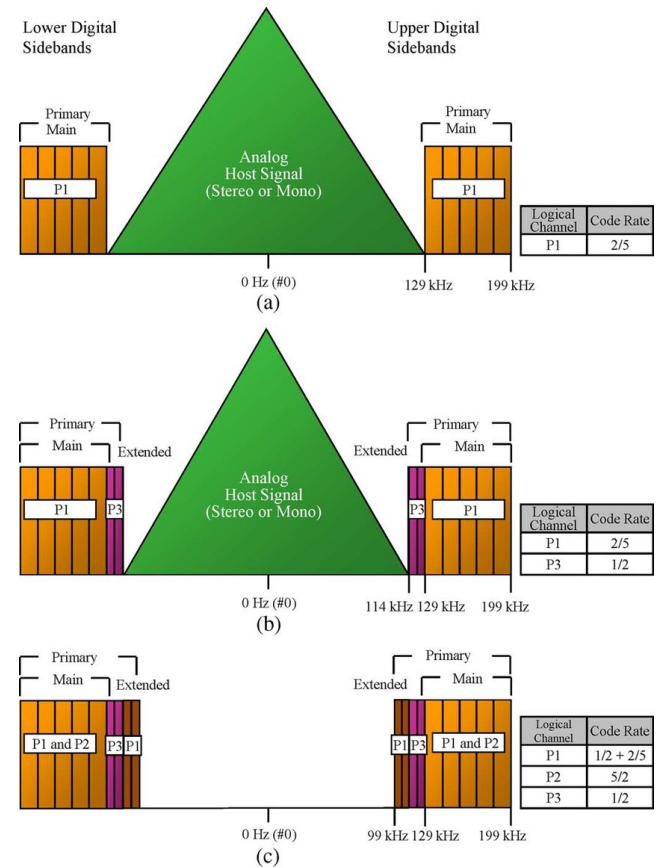 Lower Digital
Sidebands
Upper Digital
Sidebands
Primary
Main
P1
Analog
Host Signal
(Stereo or Mono)
Primary
Main
P1
Logical Channel Code Rate
P1 2/5
0 Hz (#0)
129 kHz
199 kHz
(a)
Primary
Main
Extended
P1
P3
Analog
Host Signal
(Stereo or Mono)
Primary
Extended
Main
P3
P1
Logical Channel Code Rate
P1 2/5
P3 1/2
0 Hz (#0)
114 kHz
129 kHz
199 kHz
(b)
Primary
Main
Extended
P1 and P2
P3
P1
Primary
Extended
Main
P1
P3
P1 and P2
Logical Channel Code Rate
P1 1/2 + 2/5
P2 5/2
P3 1/2
0 Hz (#0)
99 kHz
129 kHz
199 kHz
(c)